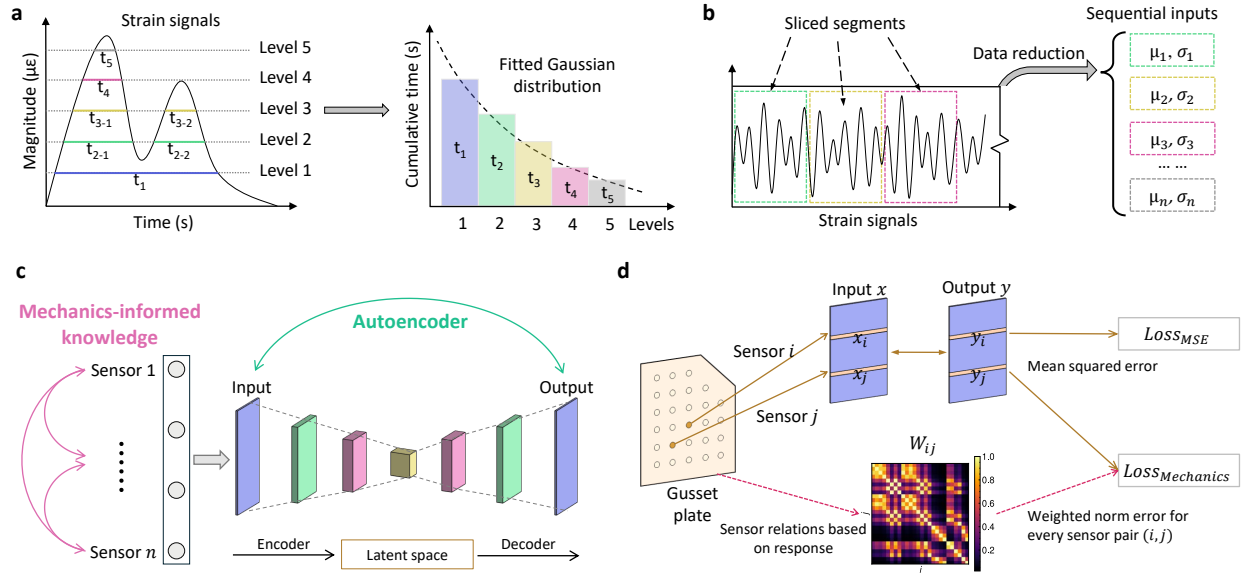 a
Strain signals
Magnitude (με)
Level 5
Level 4
Level 3
Level 2
Level 1
t5
t4
t3-1
t3-2
t2-1
t2-2
t1
Time (s)
Cumulative time (s)
Fitted Gaussian
distribution
t1
t2
t3
t4
t5
1 2 3 4 5 Levels
b
Sliced segments
Data reduction
Strain signals
Sequential inputs
μ1, σ1
μ2, σ2
μ3, σ3
... ...
μn, σn
c
Mechanics-informed
knowledge
Sensor 1
Sensor n
Autoencoder
Input
Output
Encoder
Latent space
Decoder
d
Input x
Output y
Sensor i
Sensor j
xi
xj
yi
yj
LossMSE
Mean squared error
Gusset
plate
Wij
1.0
0.8
0.6
0.4
0.2
i
LossMechanics
Sensor relations based
on response
Weighted norm error for
every sensor pair (i, j)